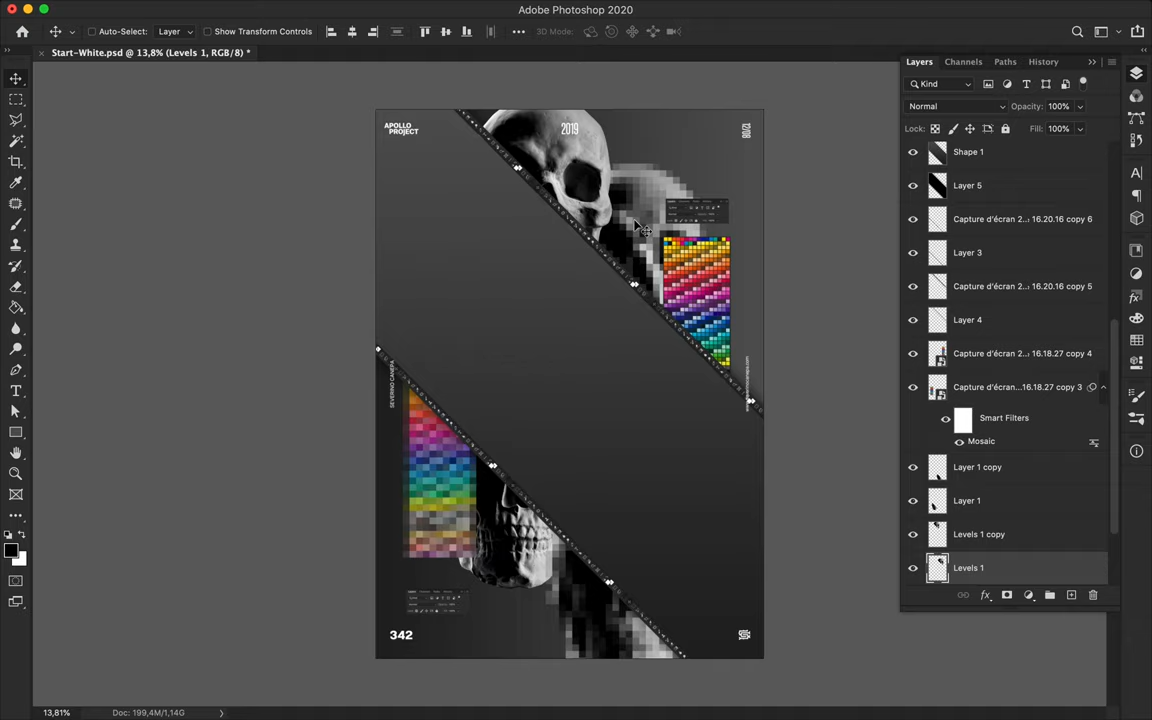 Adobe Photoshop 2020
Auto-Select: Layer Show Transform Controls 3D Mode:
Start-White.psd @ 13,8% (Levels 1, RGB/8) *
Layers Channels Paths History
Kind
Normal Opacity: 100%
Lock: Fill: 100%
Shape 1
Layer 5
Capture d'écran 2...: 16.20.16 copy 6
Layer 3
Capture d'écran 2...: 16.20.16 copy 5
Layer 4
Capture d'écran 2...: 16.18.27 copy 4
Capture d'écran...16.18.27 copy 3
Smart Filters
Mosaic
Layer 1 copy
Layer 1
Levels 1 copy
Levels 1
APOLLO
PROJECT
2019
SEVERINO CANEPA
342
13,81% Doc: 199,4M/1,14G